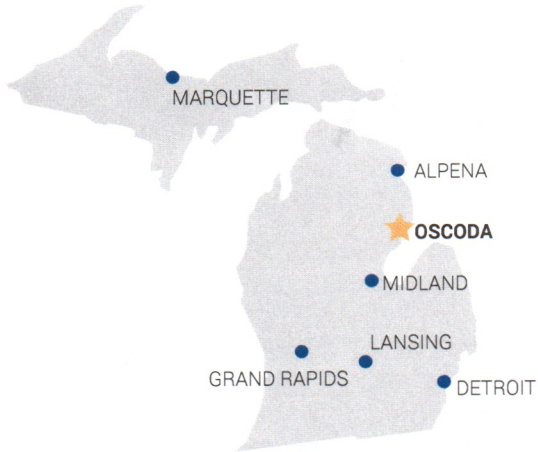 MARQUETTE
ALPENA
OSCODA
MIDLAND
LANSING
GRAND RAPIDS
DETROIT